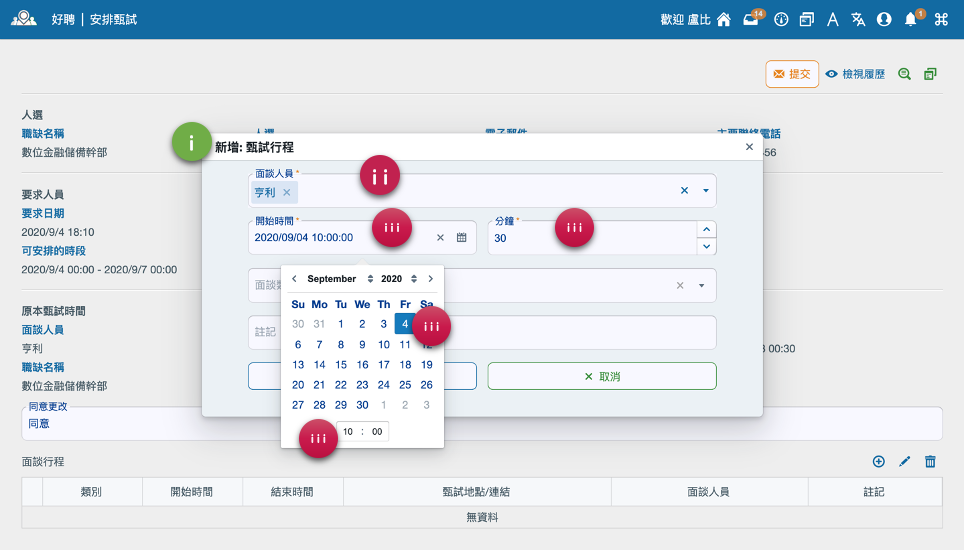 好聘 | 安排甄試
歡迎 盧比
14
1
提交
檢視履歷
人選
職缺名稱
數位金融儲備幹部
人選
電子郵件
主要聯絡電話
i
新增: 甄試行程
面談人員 *
ii
亨利
要求人員
要求日期
2020/9/4 18:10
可安排的時段
2020/9/4 00:00 - 2020/9/7 00:00
開始時間 *
iii
2020/09/04 10:00:00
分鐘 *
iii
30
註記
取消
September 2020
Su Mo Tu We Th Fr Sa
30 31 1 2 3 4
iii
6 7 8 9 10 11 12
13 14 15 16 17 18 19
20 21 22 23 24 25 26
27 28 29 30 1 2 3
iii
10 : 00
原本甄試時間
面談人員
亨利
00:30
職缺名稱
數位金融儲備幹部
同意更改
同意
面談行程
類別 開始時間 結束時間 甄試地點/連結 面談人員 註記
無資料